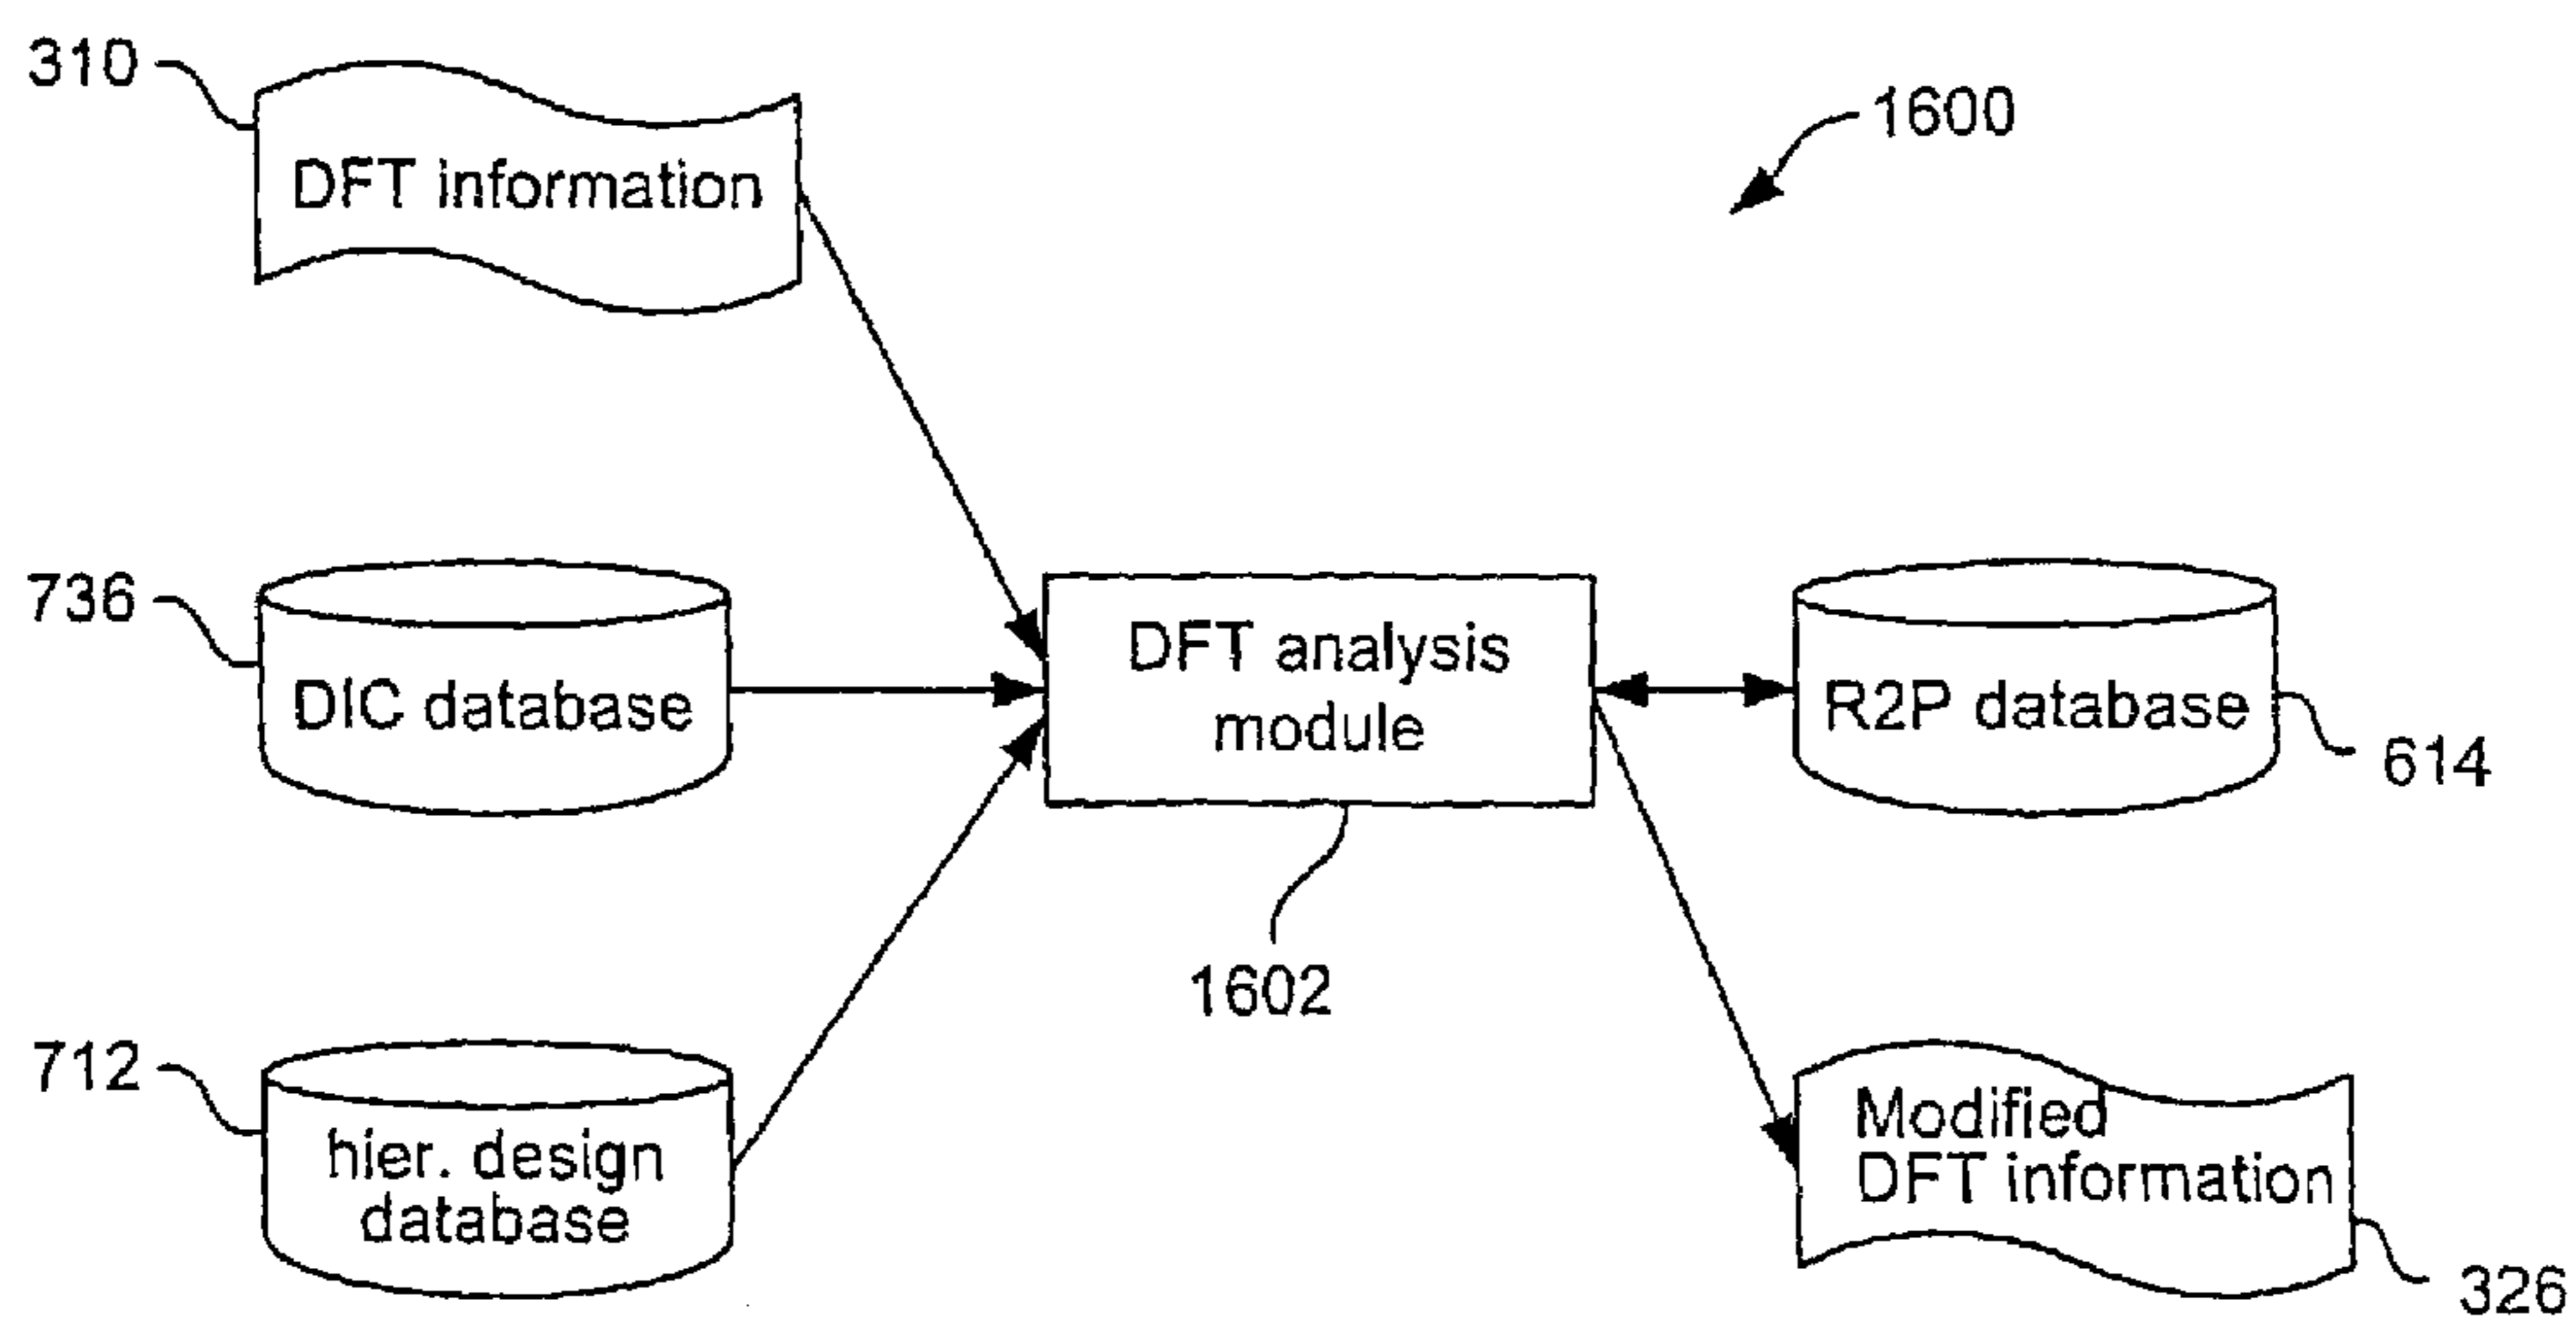 310
DFT information
1600
736
DIC database
DFT analysis
module
R2P database
614
1602
712
hier. design
database
Modified
DFT information
326